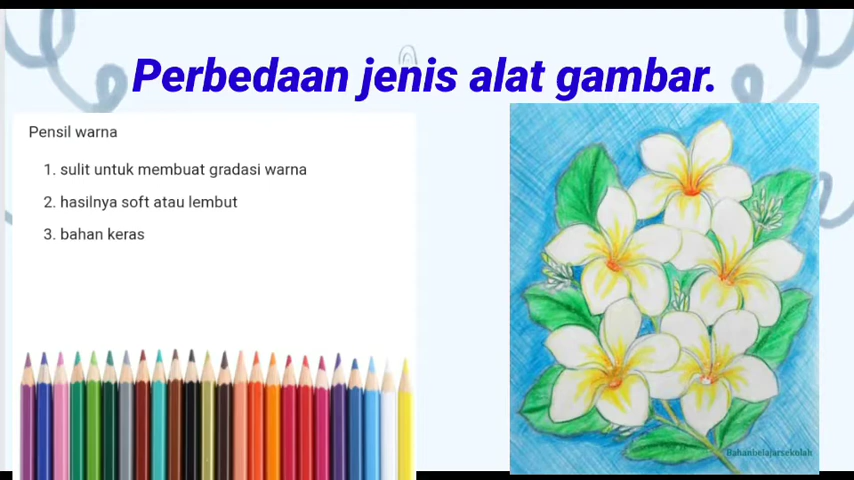 Perbedaan jenis alat gambar.
Pensil warna
1. sulit untuk membuat gradasi warna
2. hasilnya soft atau lembut
3. bahan keras
Bahanbelajarsekolah